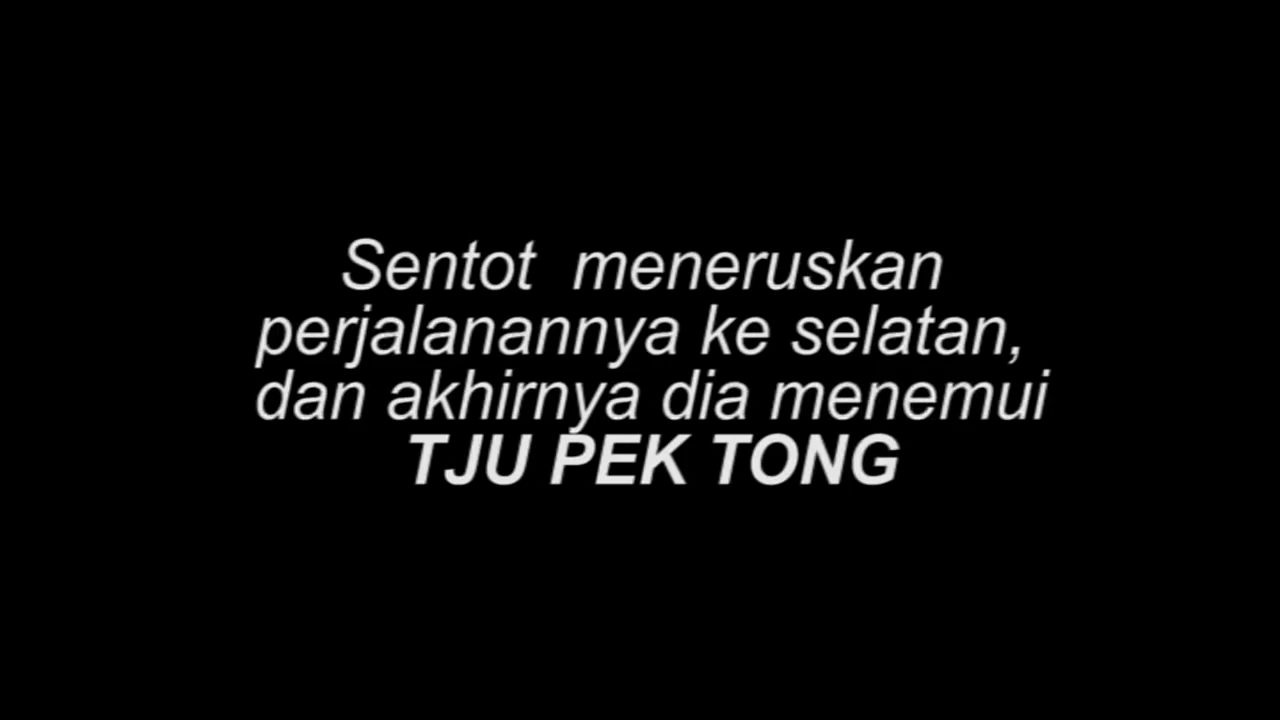 Sentot meneruskan
perjalanannya ke selatan,
dan akhirnya dia menemui
TJU PEK TONG